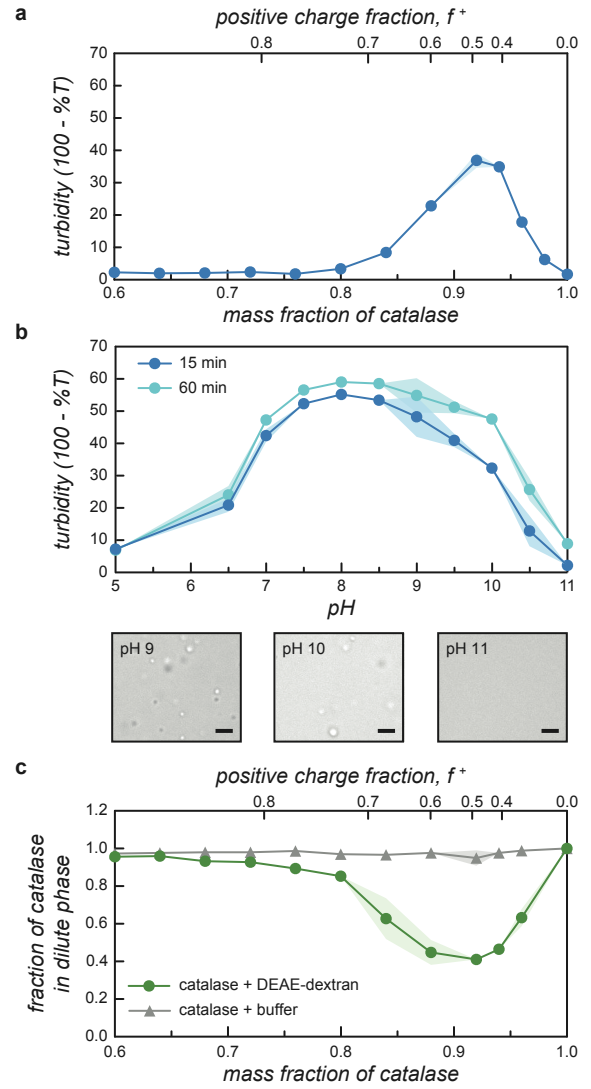 a
positive charge fraction, f +
0.8 0.7 0.6 0.5 0.4 0.0
turbidity (100 - %T)
70
60
50
40
30
20
10
0
0.6 0.7 0.8 0.9 1.0
mass fraction of catalase
b
turbidity (100 - %T)
70
60
50
40
30
20
10
0
15 min
60 min
5 6 7 8 9 10 11
pH
pH 9 pH 10 pH 11
c
positive charge fraction, f +
0.8 0.7 0.6 0.5 0.4 0.0
fraction of catalase
in dilute phase
1.2
1.0
0.8
0.6
0.4
0.2
0.0
catalase + DEAE-dextran
catalase + buffer
0.6 0.7 0.8 0.9 1.0
mass fraction of catalase